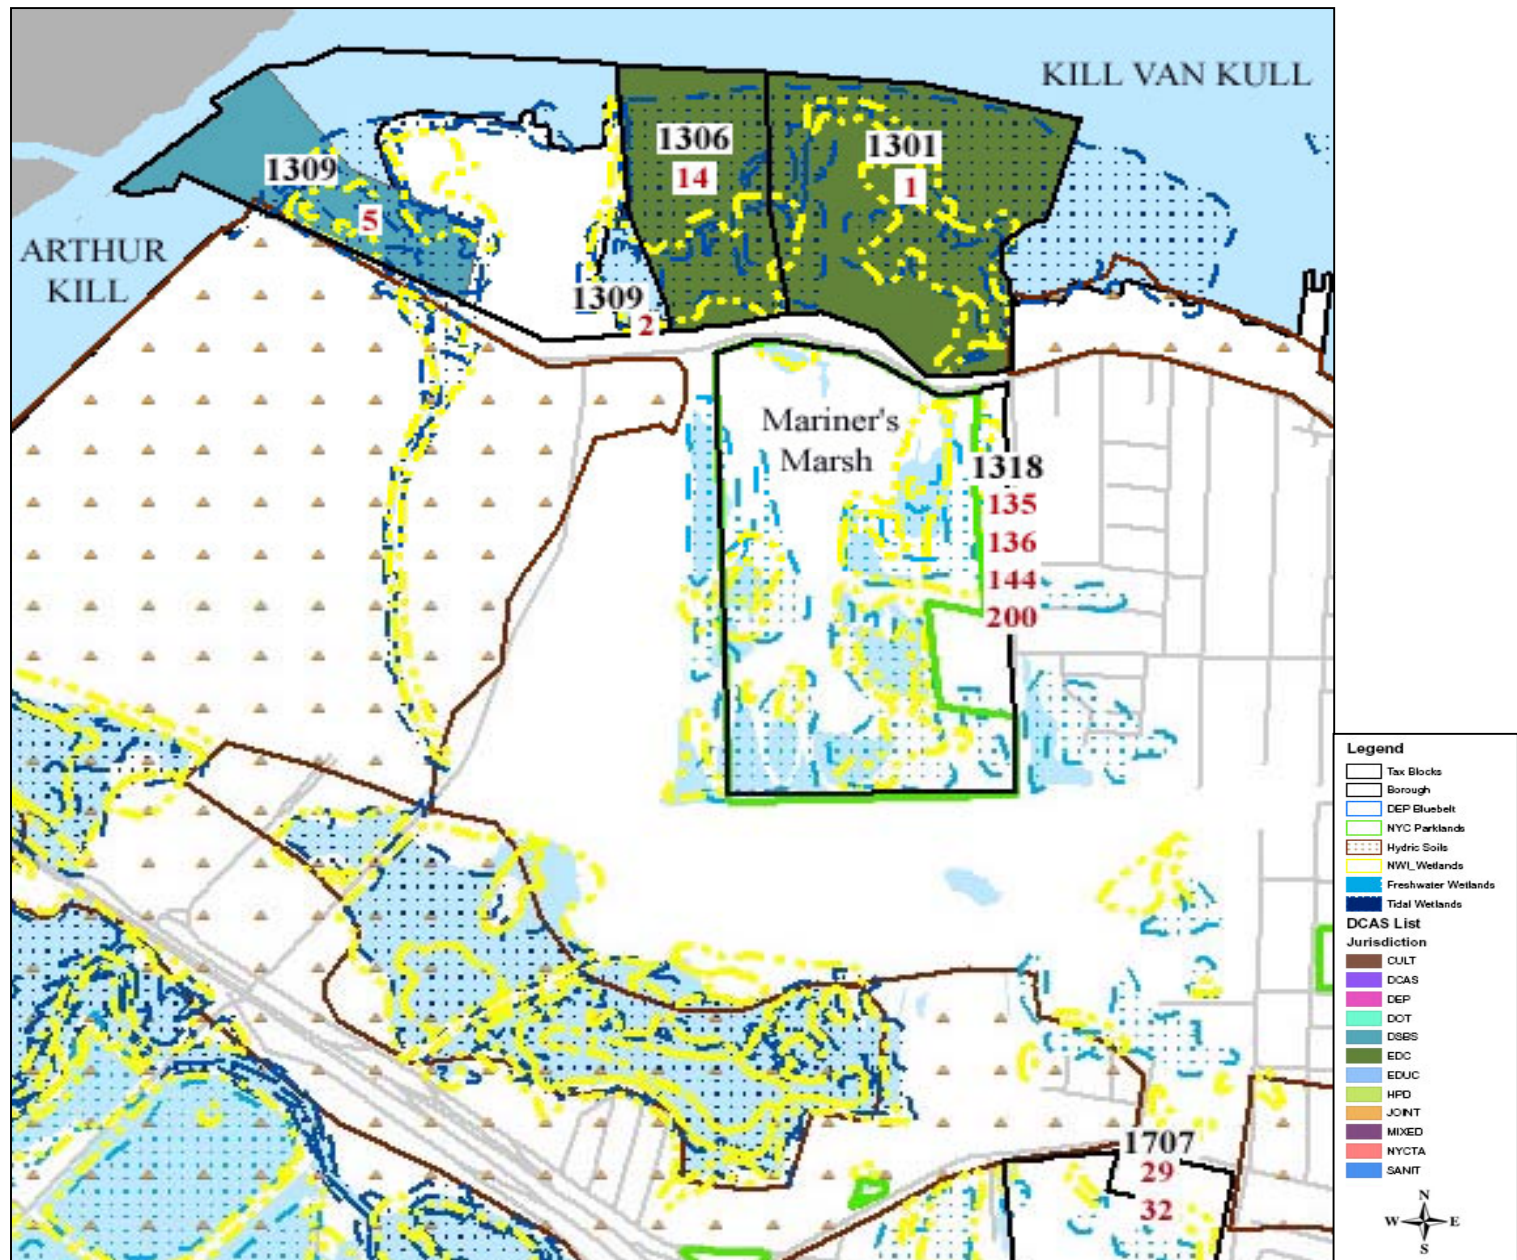 KILL VAN KULL
1306
14
1301
1
1309
5
ARTHUR
KILL
1309
2
Mariner's
Marsh
1318
135
136
144
200
1707
29
32
Legend
Tax Blocks
Borough
DEP Bluebelt
NYC Parklands
Hydric Soils
NWI_Wetlands
Freshwater Wetlands
Tidal Wetlands
DCAS List
Jurisdiction
CULT
DCAS
DEP
DOT
DSBS
EDC
EDUC
HPD
JOINT
MIXED
NYCTA
SANIT
N
W E
S